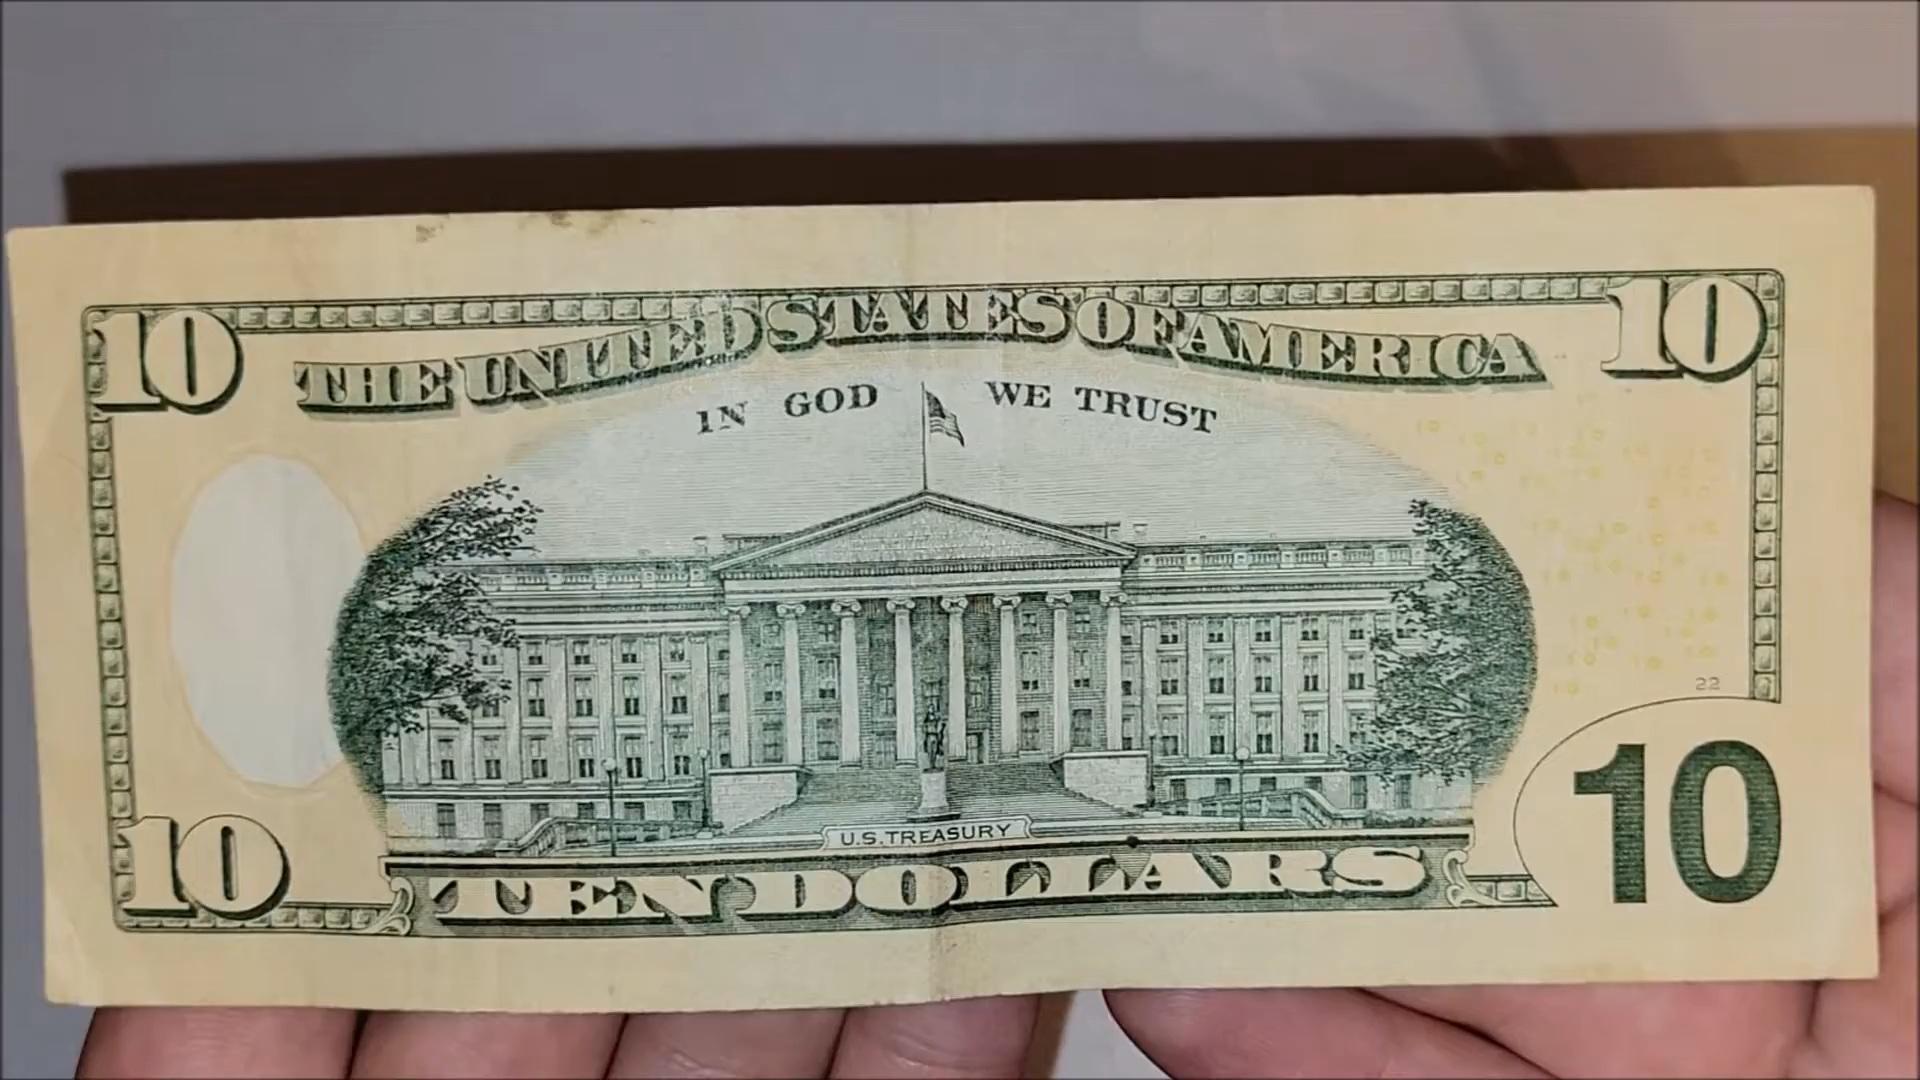 10 THE UNITED STATES OF AMERICA 10
IN GOD WE TRUST
22
U.S. TREASURY
10 TEN DOLLARS 10